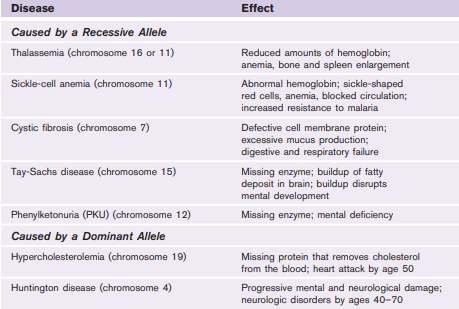 Disease Effect
Caused by a Recessive Allele
Thalassemia (chromosome 16 or 11) Reduced amounts of hemoglobin;
anemia, bone and spleen enlargement
Sickle-cell anemia (chromosome 11) Abnormal hemoglobin; sickle-shaped
red cells, anemia, blocked circulation;
increased resistance to malaria
Cystic fibrosis (chromosome 7) Defective cell membrane protein;
excessive mucus production;
digestive and respiratory failure
Tay-Sachs disease (chromosome 15) Missing enzyme; buildup of fatty
deposit in brain; buildup disrupts
mental development
Phenylketonuria (PKU) (chromosome 12) Missing enzyme; mental deficiency
Caused by a Dominant Allele
Hypercholesterolemia (chromosome 19) Missing protein that removes cholesterol
from the blood; heart attack by age 50
Huntington disease (chromosome 4) Progressive mental and neurological damage;
neurologic disorders by ages 40–70